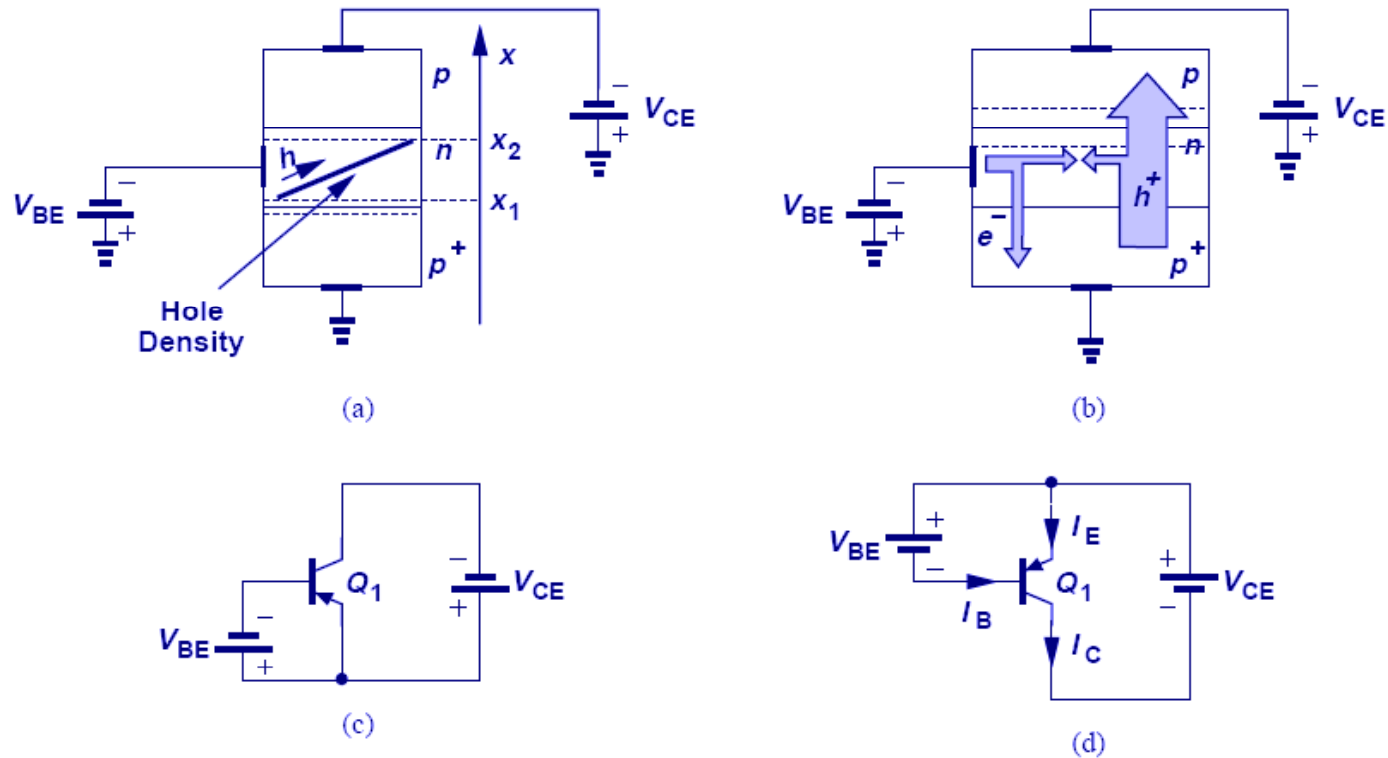 p
x
V_CE
−
+
n
x_2
h
V_BE
−
+
x_1
p^+
Hole
Density
(a)
p
V_CE
−
+
n
V_BE
−
+
h^+
e^−
p^+
(b)
Q_1
V_CE
−
+
V_BE
−
+
(c)
V_BE
+
−
I_E
Q_1
I_B
I_C
V_CE
+
−
(d)